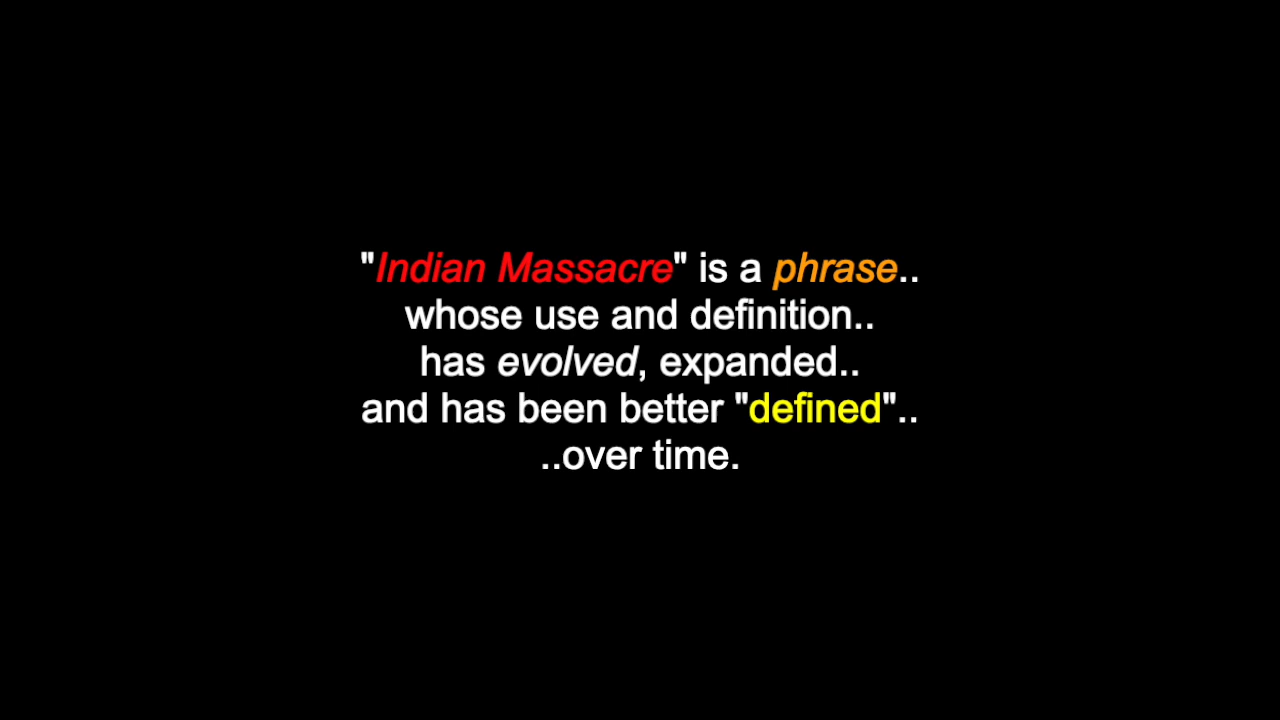 "Indian Massacre" is a phrase..
whose use and definition..
has evolved, expanded..
and has been better "defined"..
..over time.